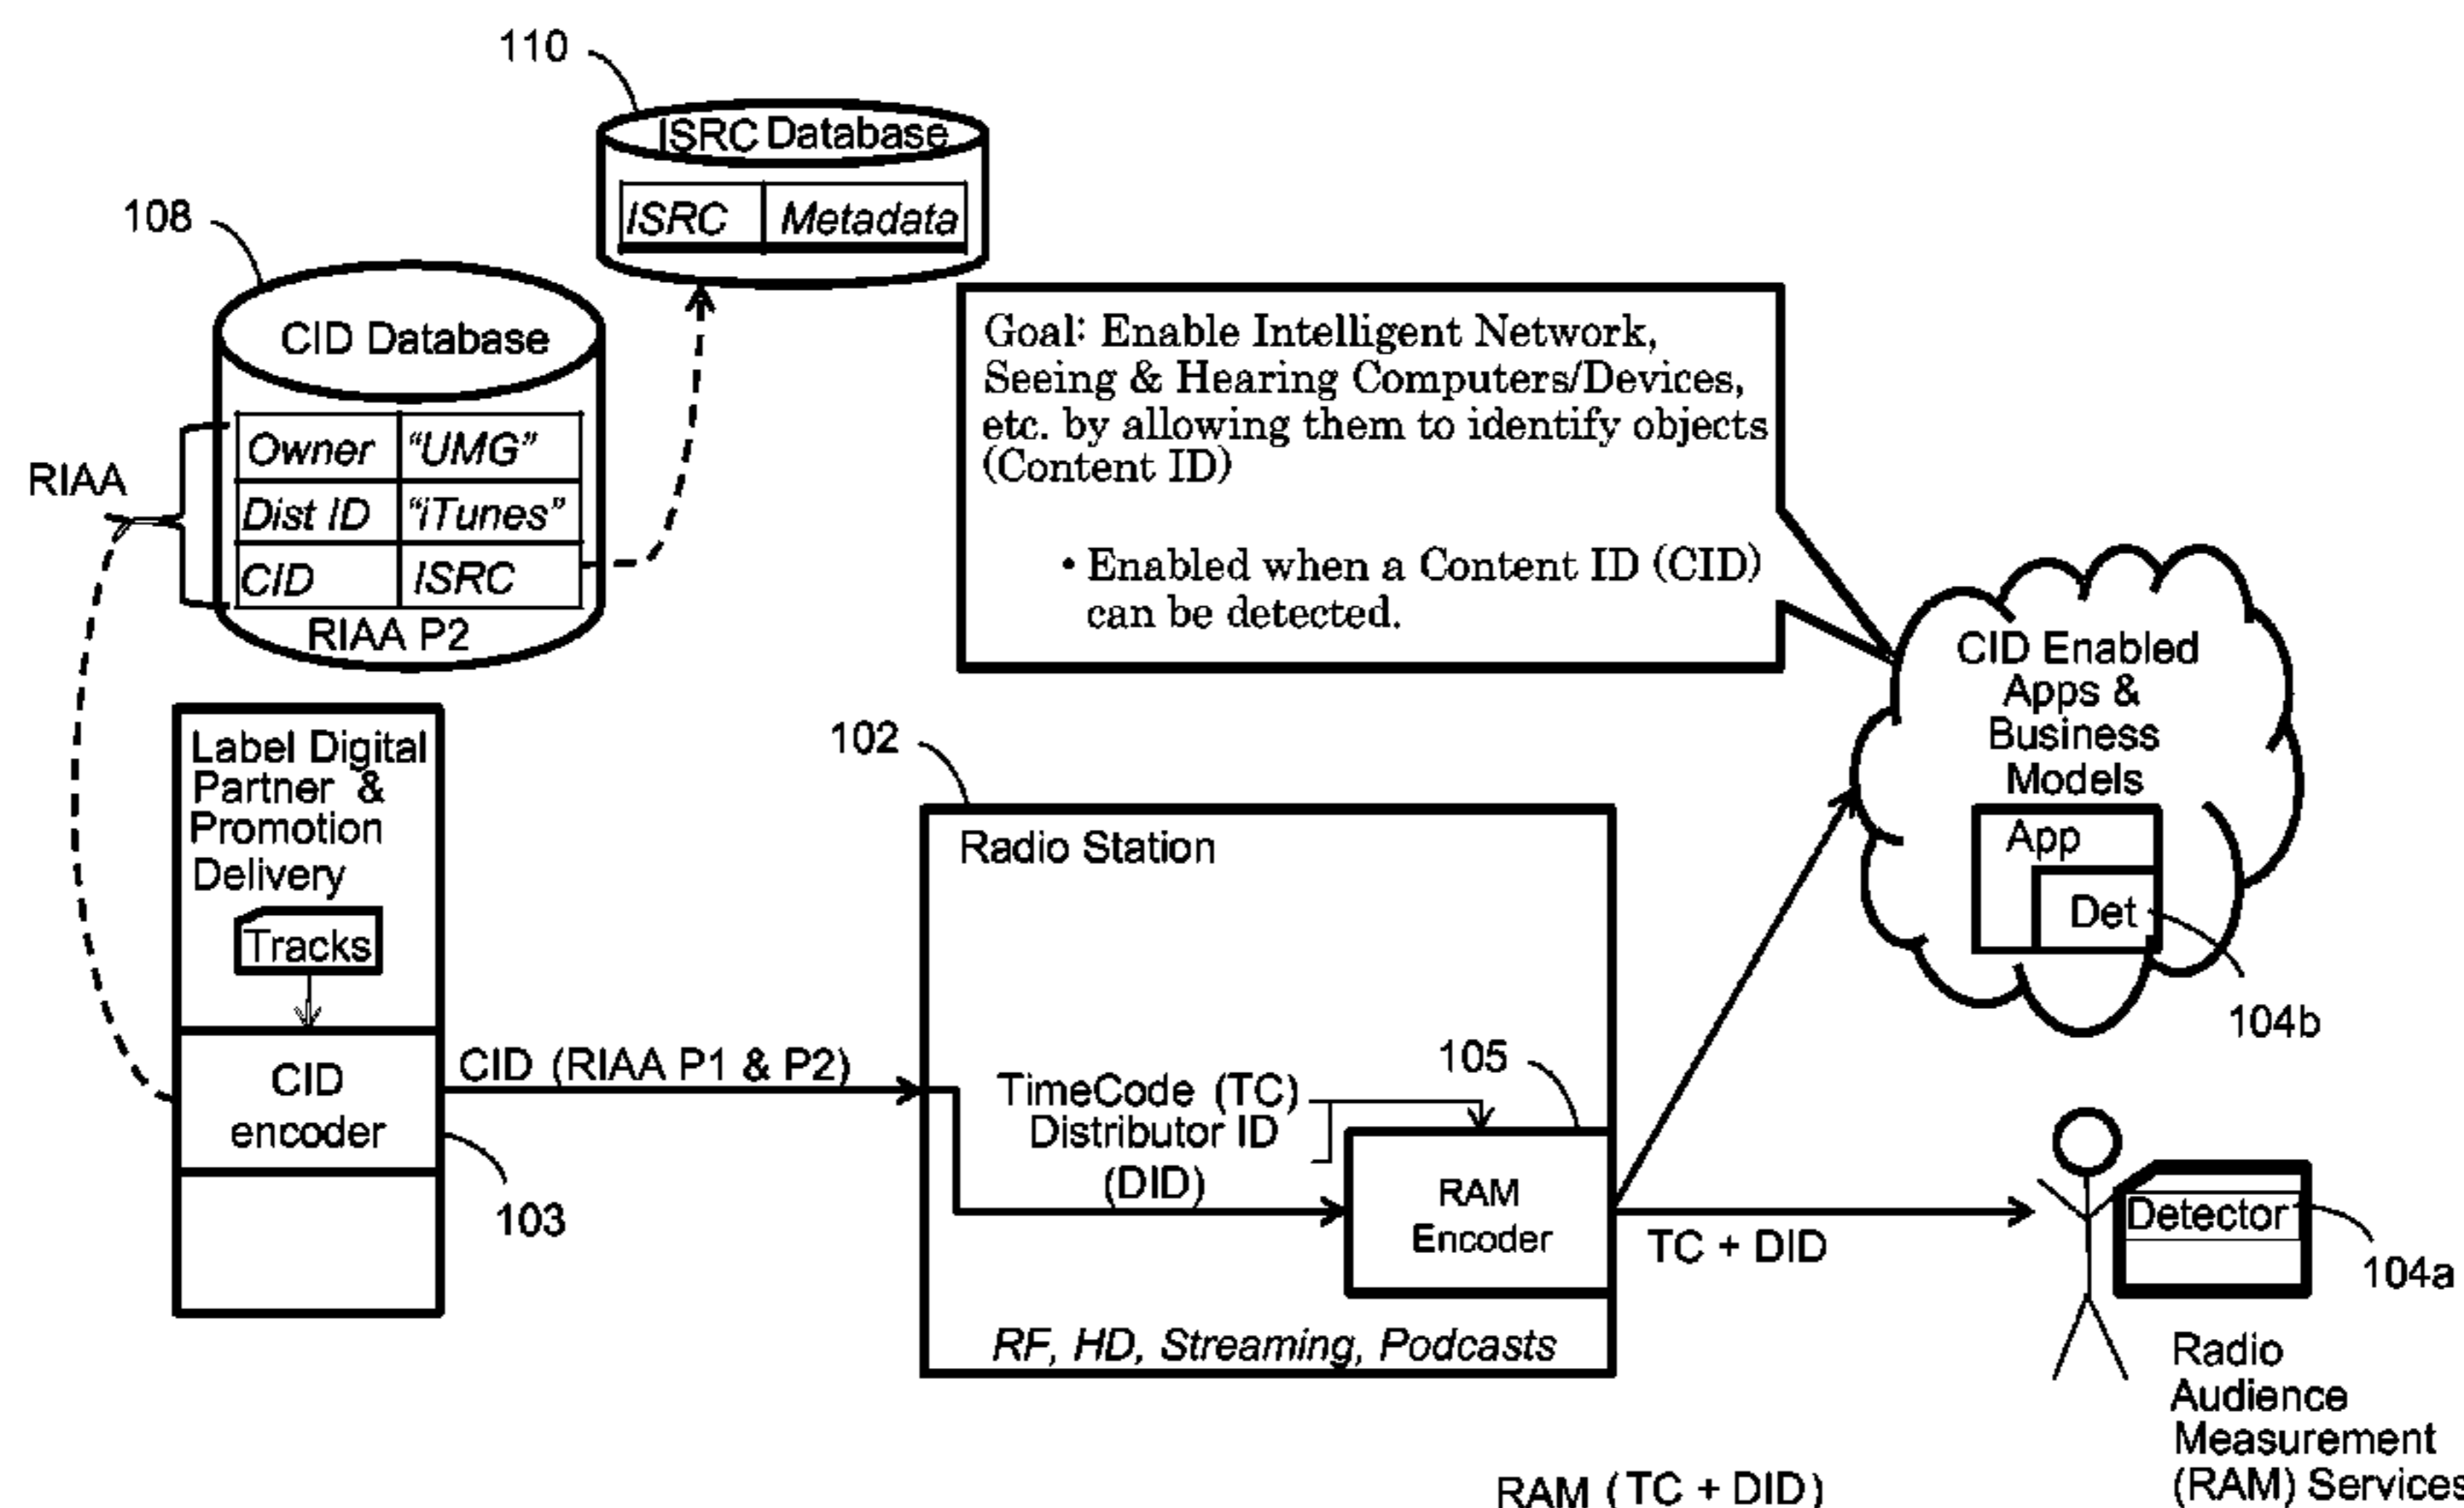 110
ISRC Database
ISRC Metadata
108
CID Database
Owner "UMG"
Dist ID "iTunes"
CID ISRC
RIAA P2
RIAA
Goal: Enable Intelligent Network,
Seeing & Hearing Computers/Devices,
etc. by allowing them to identify objects
(Content ID)
• Enabled when a Content ID (CID)
can be detected.
CID Enabled
Apps &
Business
Models
App
Det
104b
Label Digital
Partner &
Promotion
Delivery
Tracks
CID
encoder
103
CID (RIAA P1 & P2)
102
Radio Station
TimeCode (TC)
Distributor ID
(DID)
105
RAM
Encoder
RF, HD, Streaming, Podcasts
TC + DID
Detector
104a
Radio
Audience
Measurement
(RAM) Services
RAM (TC + DID)